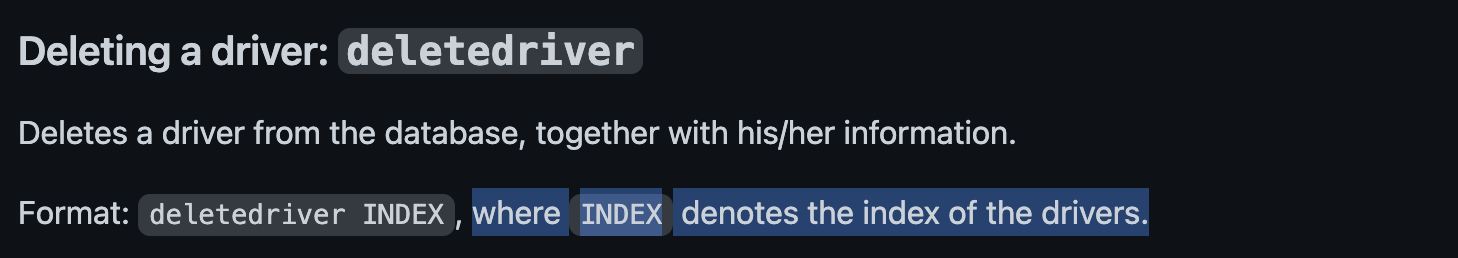 Deleting a driver: deletedriver
Deletes a driver from the database, together with his/her information.
Format: deletedriver INDEX, where INDEX denotes the index of the drivers.